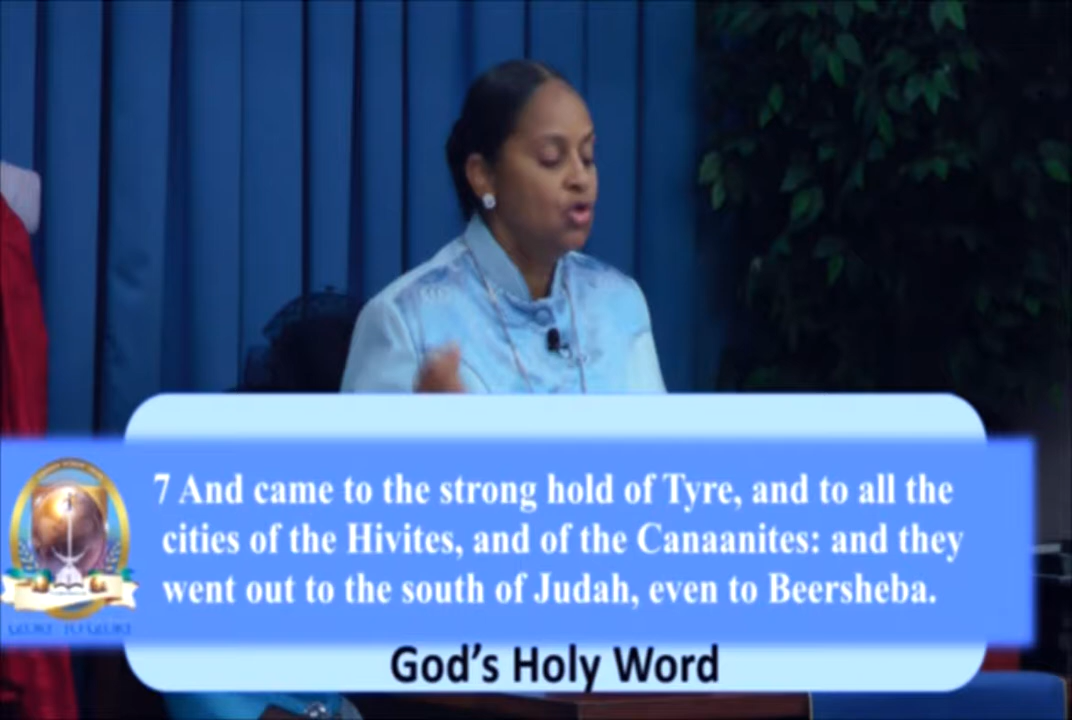 7 And came to the strong hold of Tyre, and to all the
cities of the Hivites, and of the Canaanites: and they
went out to the south of Judah, even to Beersheba.
God's Holy Word